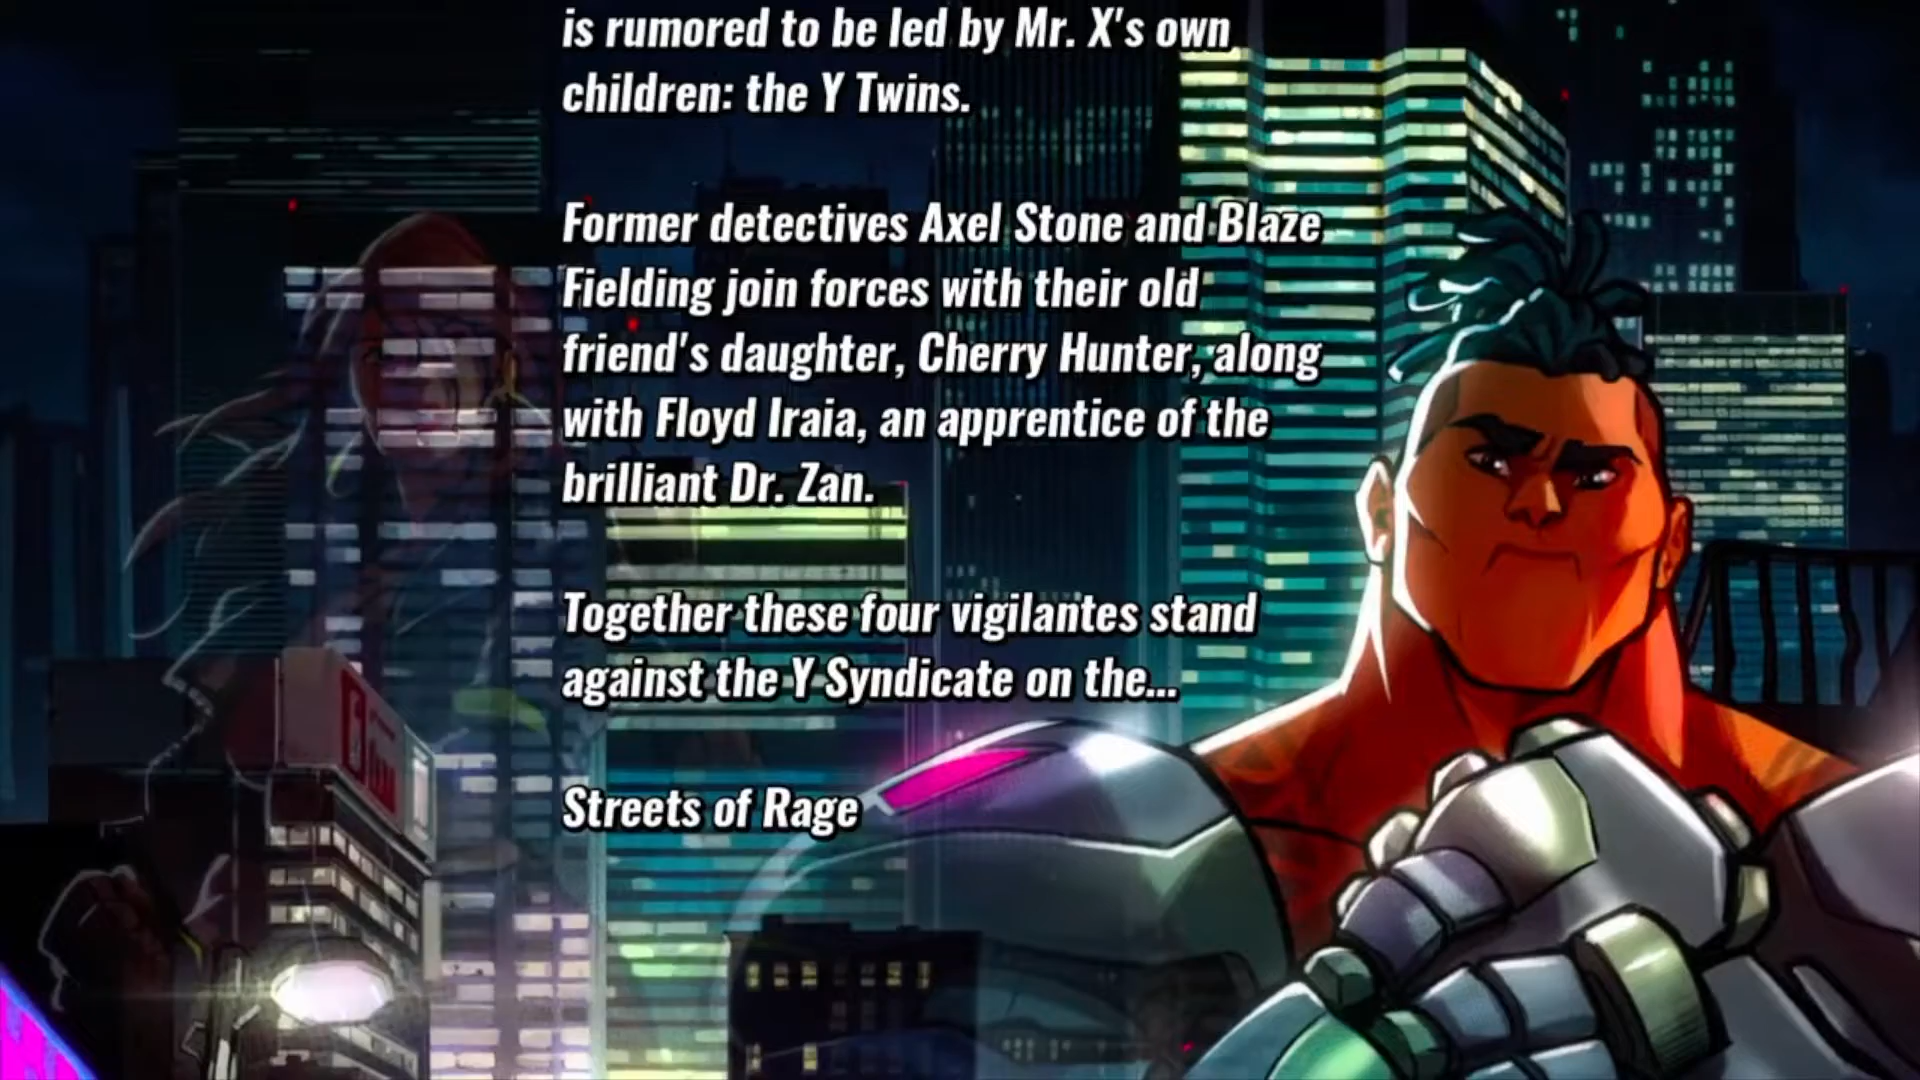 is rumored to be led by Mr. X's own
children: the Y Twins.
Former detectives Axel Stone and Blaze
Fielding join forces with their old
friend's daughter, Cherry Hunter, along
with Floyd Iraia, an apprentice of the
brilliant Dr. Zan.
Together these four vigilantes stand
against the Y Syndicate on the...
Streets of Rage